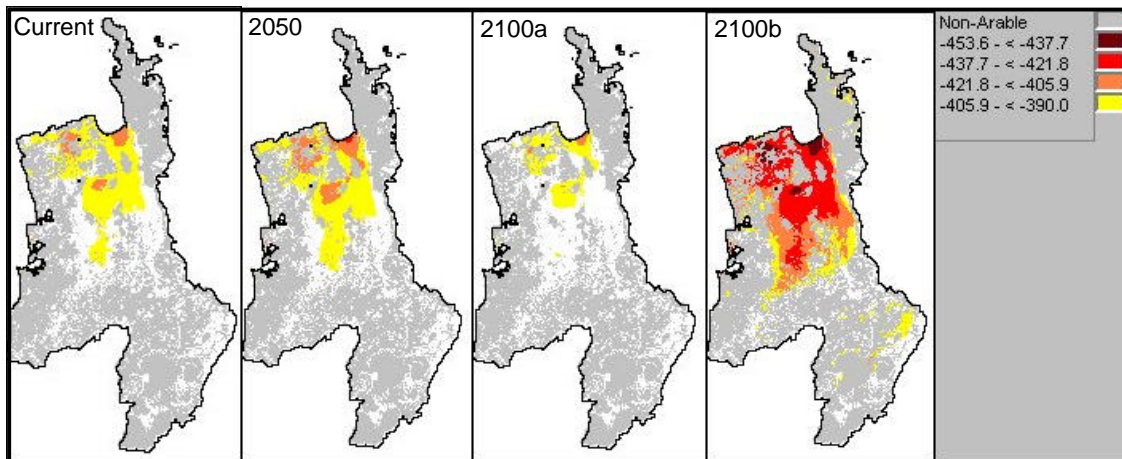 Current 2050 2100a 2100b
Non-Arable
-453.6 - < -437.7
-437.7 - < -421.8
-421.8 - < -405.9
-405.9 - < -390.0